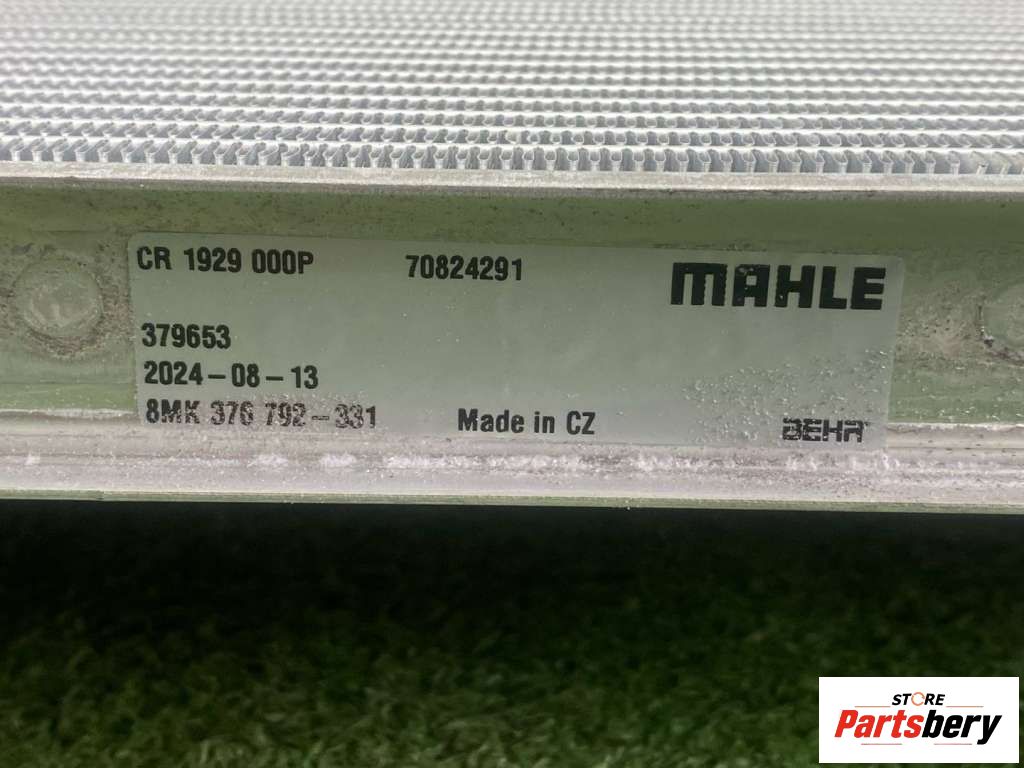 CR 1929 000P 70824291 MAHLE
379653
2024-08-13
8MK 376 792-331 Made in CZ BEHR
STORE
Partsbery